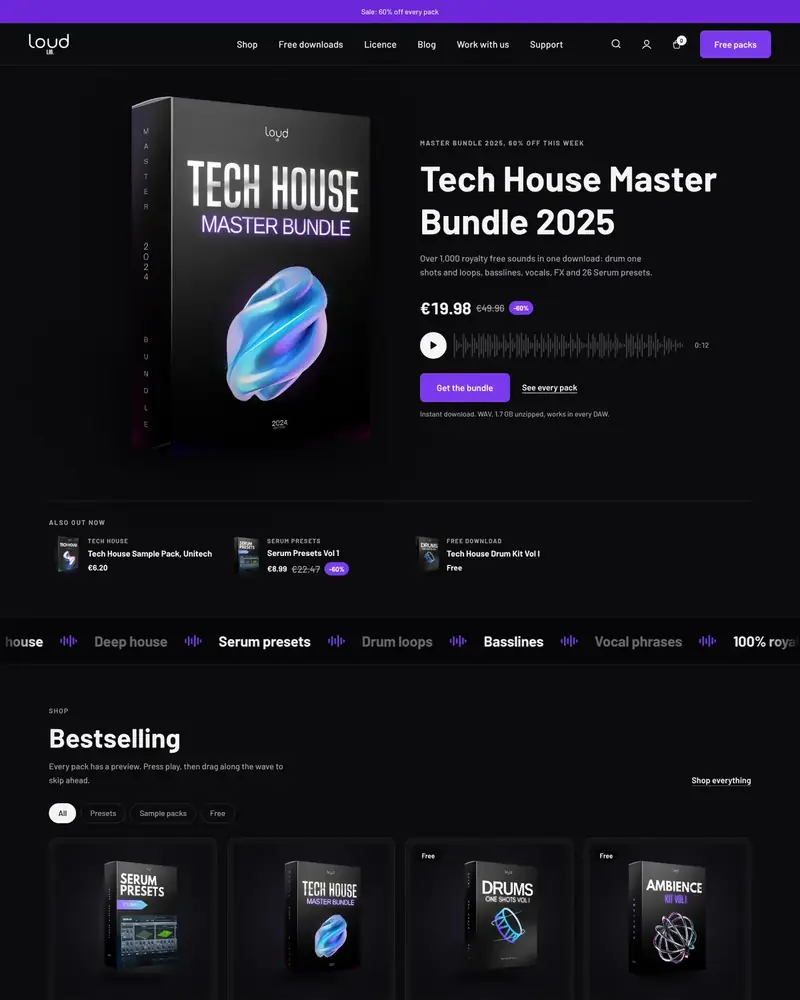 Sale: 60% off every pack
loud
LAB.
Shop
Free downloads
Licence
Blog
Work with us
Support
0
Free packs
MASTER 2024 BUNDLE
loud
TECH HOUSE
MASTER BUNDLE
2024
MASTER BUNDLE 2025, 60% OFF THIS WEEK
Tech House Master
Bundle 2025
Over 1,000 royalty free sounds in one download: drum one
shots and loops, basslines, vocals, FX and 26 Serum presets.
€19.98 €49.96 -60%
0:12
Get the bundle
See every pack
Instant download. WAV, 1.7 GB unzipped, works in every DAW.
ALSO OUT NOW
TECH HOUSE
Tech House Sample Pack, Unitech
€6.20
SERUM PRESETS
Serum Presets Vol 1
€8.99 €22.47 -60%
FREE DOWNLOAD
Tech House Drum Kit Vol I
Free
house Deep house Serum presets Drum loops Basslines Vocal phrases 100% roya
SHOP
Bestselling
Every pack has a preview. Press play, then drag along the wave to
skip ahead.
Shop everything
All
Presets
Sample packs
Free
SERUM
PRESETS
TECH HOUSE
MASTER BUNDLE
Free
DRUMS
ONE SHOTS VOL I
Free
AMBIENCE
KIT VOL I